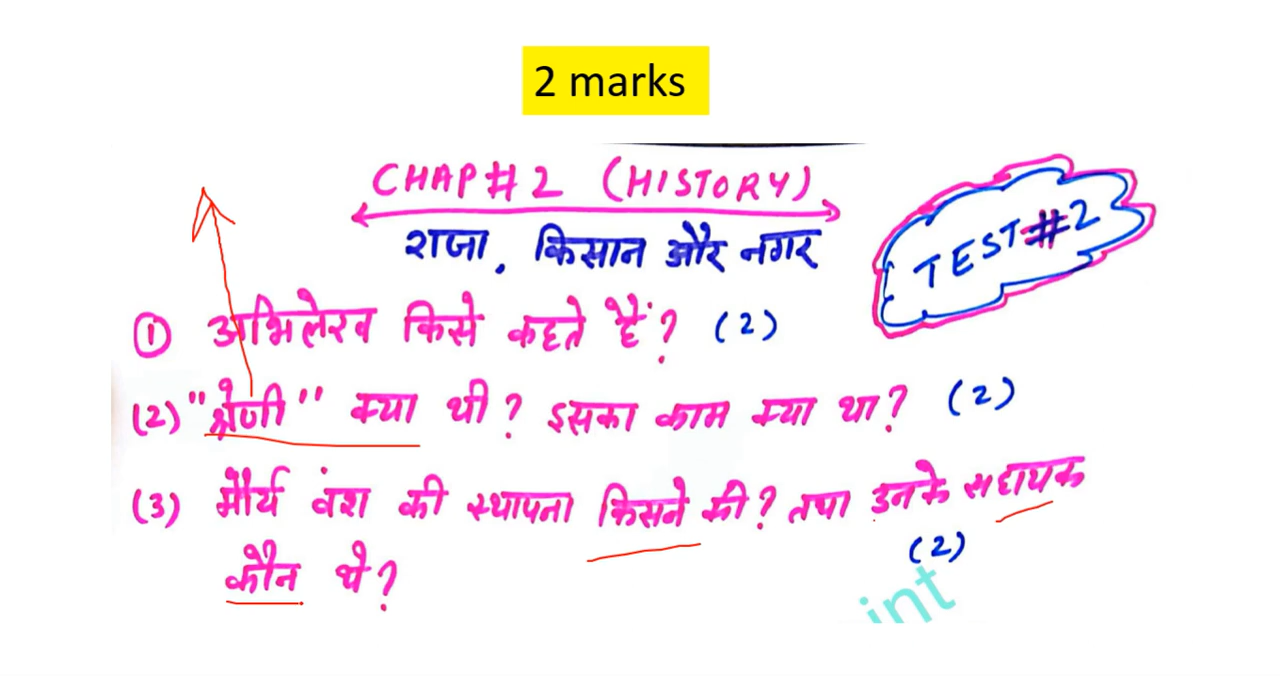 2 marks
CHAP#2 (HISTORY)
राजा, किसान और नगर
TEST#2
① अभिलेख किसे कहते हैं? (2)
(2) "श्रेणी" क्या थी? इसका काम क्या था? (2)
(3) मौर्य वंश की स्थापना किसने की? तथा उनके सहायक
(2)
कौन थे?
int